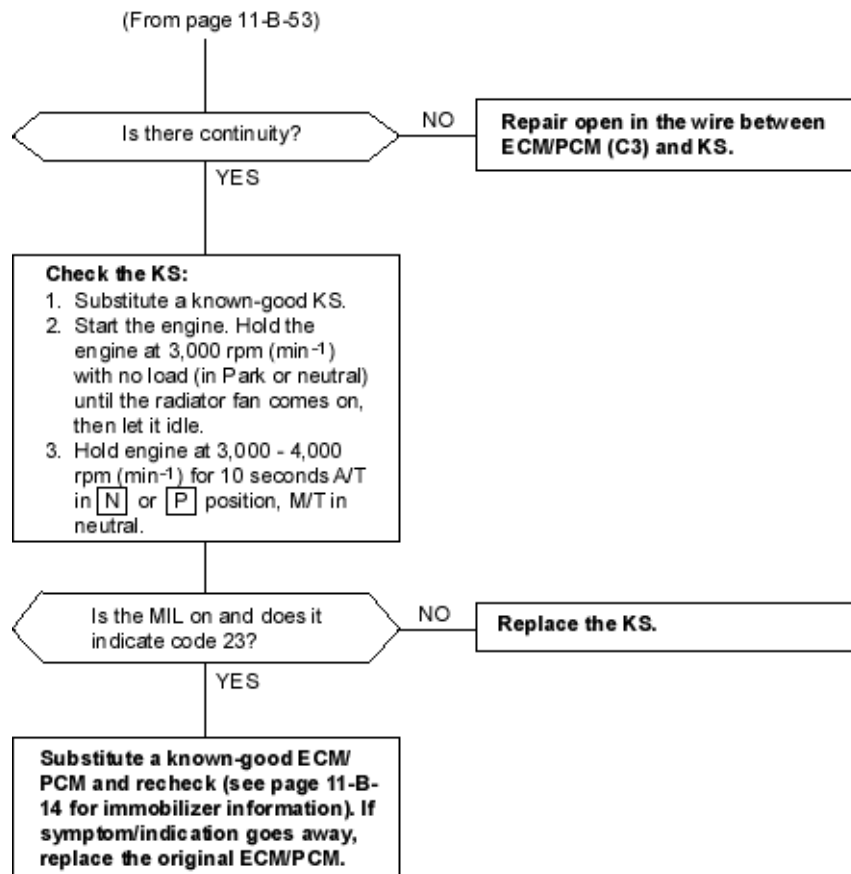 (From page 11-B-53)
Is there continuity?
NO
Repair open in the wire between
ECM/PCM (C3) and KS.
YES
Check the KS:
1. Substitute a known-good KS.
2. Start the engine. Hold the
engine at 3,000 rpm (min-1)
with no load (in Park or neutral)
until the radiator fan comes on,
then let it idle.
3. Hold engine at 3,000 - 4,000
rpm (min-1) for 10 seconds A/T
in N or P position, M/T in
neutral.
Is the MIL on and does it
indicate code 23?
NO
Replace the KS.
YES
Substitute a known-good ECM/
PCM and recheck (see page 11-B-
14 for immobilizer information). If
symptom/indication goes away,
replace the original ECM/PCM.